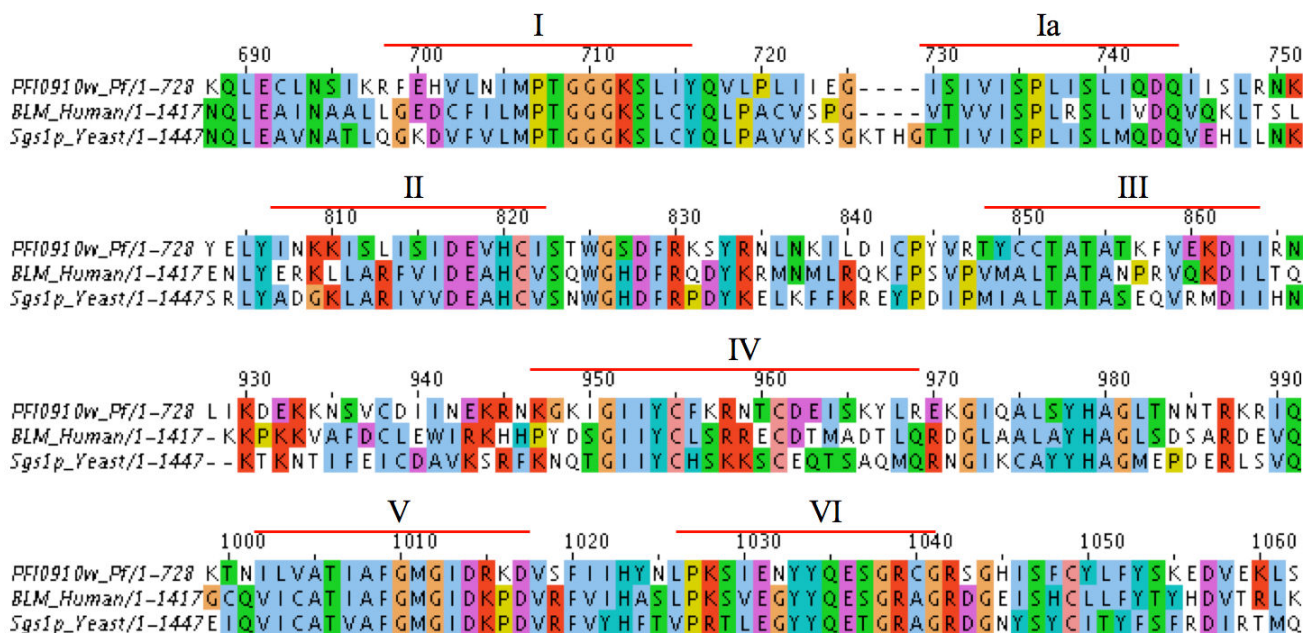 I Ia
690 700 710 720 730 740 750
PFI0910w_Pf/1-728 KQLECLNSIKRFEHVLNIMPTGGGKSLIYQVLPLIIEG----ISIVISPLISLIQDQIISLRNK
BLM_Human/1-1417 NQLEAINAALLGEDCFILMPTGGGKSLCYQLPACVSPG----VTVVISPLRSLIVDQVQKLTSL
Sgs1p_Yeast/1-1447 NQLEAVNATLQGKDVFVLMPTGGGKSLCYQLPAVVKSGKTHGTTIVISPLISLMQDQVEHLLNK
II III
810 820 830 840 850 860
PFI0910w_Pf/1-728 YELYINKKISLISIDEVHCISTWGSDFRKSYRNLNKILDICPYVRTYCCTATATKFVEKDIIRN
BLM_Human/1-1417 ENLYERKLLARFVIDEAHCVSQWGHDFRQDYKRMNMLRQKFPSVPVMALTATANPRVQKDILTQ
Sgs1p_Yeast/1-1447 SRLYADGKLARIVVDEAHCVSNWGHDFRPDYKELKFFKREYPDIPMIALTATASEQVRMDIIHN
IV
930 940 950 960 970 980 990
PFI0910w_Pf/1-728 LIKDEKKNSVCDIINEKRNKGKIGIIYCFKRNTCDEISKYLREKGIQALSYHAGLTNNTRKRIQ
BLM_Human/1-1417 -KKPKKVAFDCLEWIRKHHPYDSGIIYCLSRRECDTMADTLQRDGLAALAYHAGLSDSARDEVQ
Sgs1p_Yeast/1-1447 --KTKNTIFEICDAVKSRFKNQTGIIYCHSKKSCEQTSAQMQRNGIKCAYYHAGMEPDERLSVQ
V VI
1000 1010 1020 1030 1040 1050 1060
PFI0910w_Pf/1-728 KTNILVATIAFGMGIDRKDVSFIIHYNLPKSIENYYQESGRCGRSGHISFCYLFYSKEDVEKLS
BLM_Human/1-1417 GCQVICATIAFGMGIDKPDVRFVIHASLPKSVEGYYQESGRAGRDGEISHCLLFYTYHDVTRLK
Sgs1p_Yeast/1-1447 EIQVICATVAFGMGIDKPDVRFVYHFTVPRTLEGYYQETGRAGRDGNYSYCITYFSFRDIRTMQ